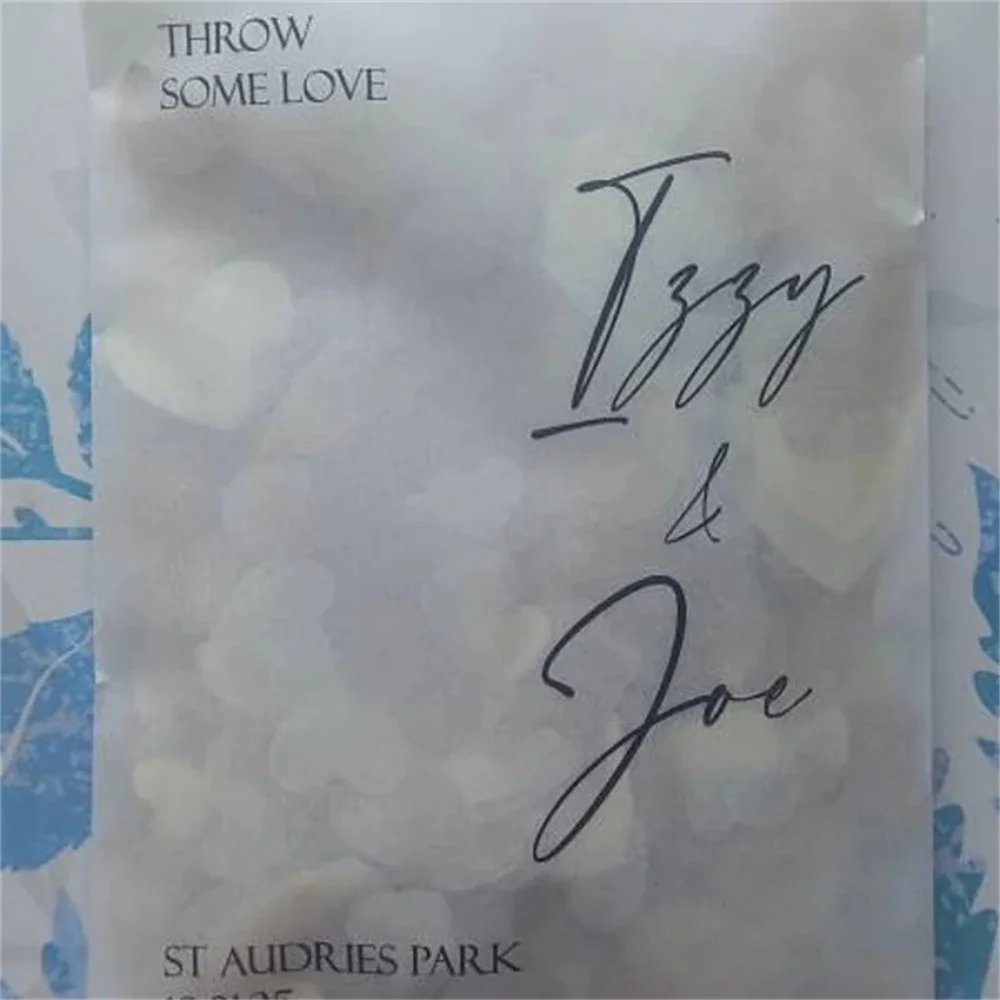 THROW
SOME LOVE
Izzy
&
Joe
ST AUDRIES PARK